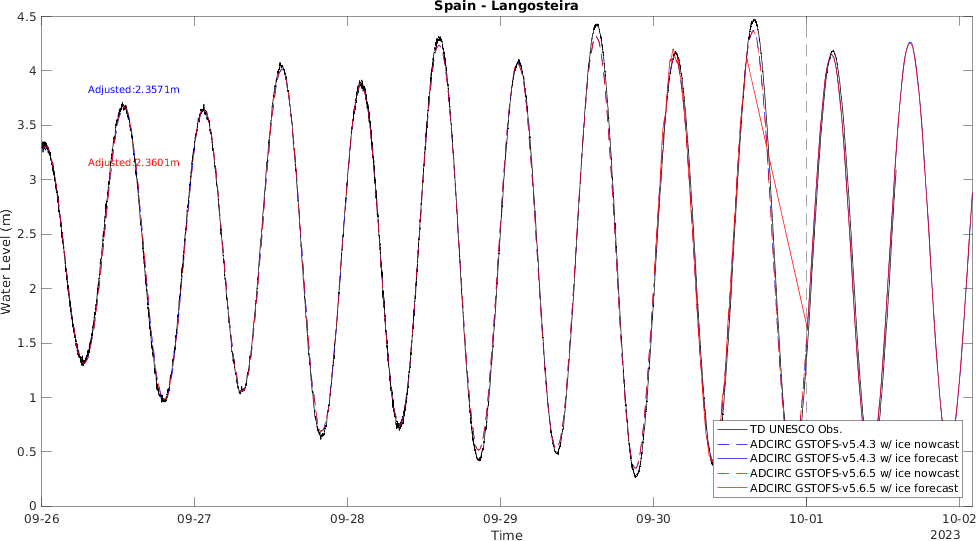 Spain - Langosteira
4.5
4
3.5
3
2.5
2
1.5
1
0.5
0
Water Level (m)
Adjusted:2.3571m
Adjusted:2.3601m
TD UNESCO Obs.
ADCIRC GSTOFS-v5.4.3 w/ ice nowcast
ADCIRC GSTOFS-v5.4.3 w/ ice forecast
ADCIRC GSTOFS-v5.6.5 w/ ice nowcast
ADCIRC GSTOFS-v5.6.5 w/ ice forecast
09-26 09-27 09-28 09-29 09-30 10-01 10-02
Time
2023